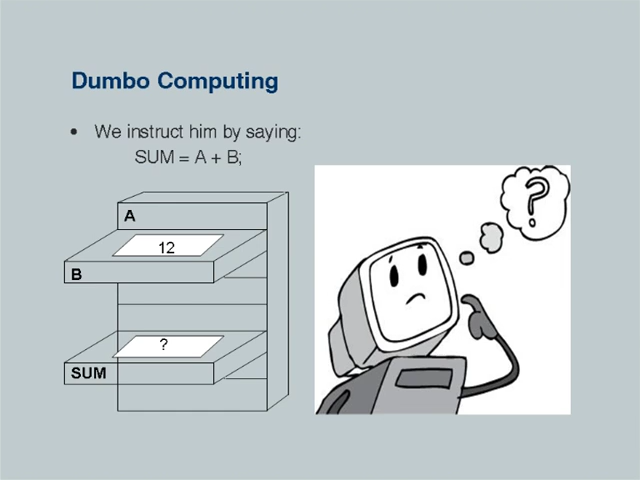 Dumbo Computing
• We instruct him by saying:
SUM = A + B;
A
12
B
?
SUM
?